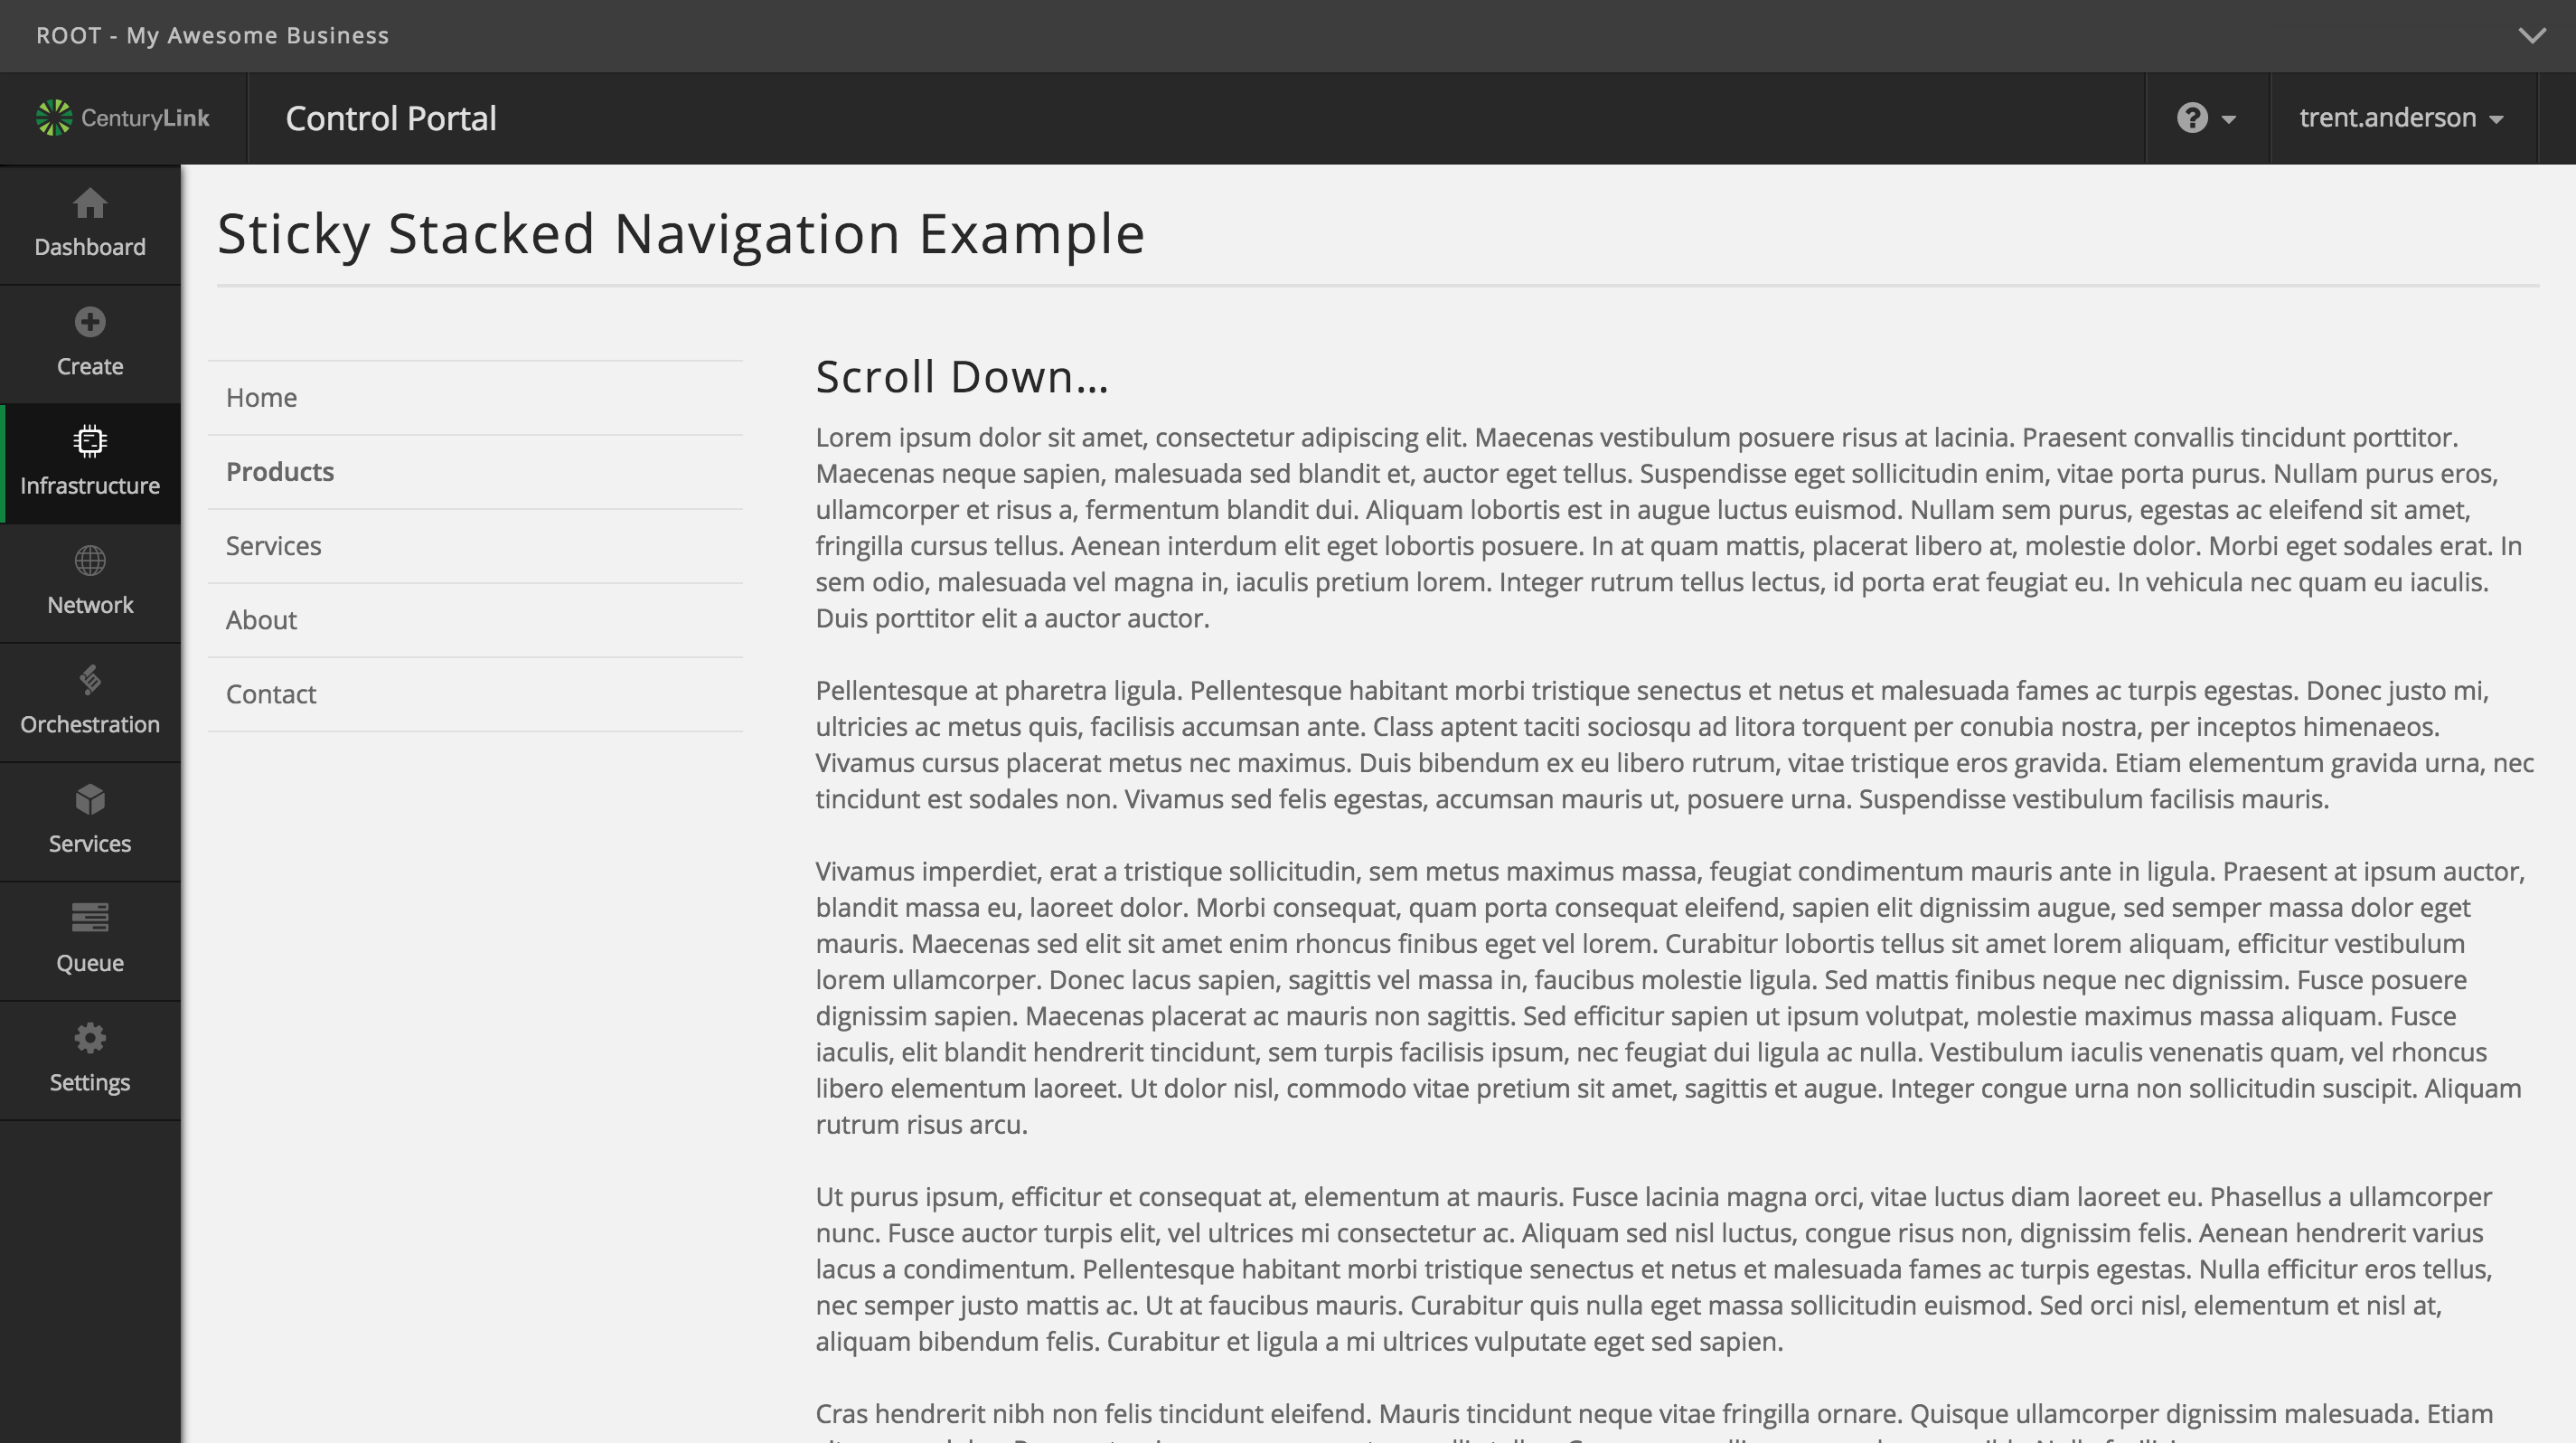 ROOT - My Awesome Business
CenturyLink
Control Portal
?
trent.anderson
Dashboard
Create
Infrastructure
Network
Orchestration
Services
Queue
Settings
Sticky Stacked Navigation Example
Home
Products
Services
About
Contact
Scroll Down...
Lorem ipsum dolor sit amet, consectetur adipiscing elit. Maecenas vestibulum posuere risus at lacinia. Praesent convallis tincidunt porttitor.
Maecenas neque sapien, malesuada sed blandit et, auctor eget tellus. Suspendisse eget sollicitudin enim, vitae porta purus. Nullam purus eros,
ullamcorper et risus a, fermentum blandit dui. Aliquam lobortis est in augue luctus euismod. Nullam sem purus, egestas ac eleifend sit amet,
fringilla cursus tellus. Aenean interdum elit eget lobortis posuere. In at quam mattis, placerat libero at, molestie dolor. Morbi eget sodales erat. In
sem odio, malesuada vel magna in, iaculis pretium lorem. Integer rutrum tellus lectus, id porta erat feugiat eu. In vehicula nec quam eu iaculis.
Duis porttitor elit a auctor auctor.
Pellentesque at pharetra ligula. Pellentesque habitant morbi tristique senectus et netus et malesuada fames ac turpis egestas. Donec justo mi,
ultricies ac metus quis, facilisis accumsan ante. Class aptent taciti sociosqu ad litora torquent per conubia nostra, per inceptos himenaeos.
Vivamus cursus placerat metus nec maximus. Duis bibendum ex eu libero rutrum, vitae tristique eros gravida. Etiam elementum gravida urna, nec
tincidunt est sodales non. Vivamus sed felis egestas, accumsan mauris ut, posuere urna. Suspendisse vestibulum facilisis mauris.
Vivamus imperdiet, erat a tristique sollicitudin, sem metus maximus massa, feugiat condimentum mauris ante in ligula. Praesent at ipsum auctor,
blandit massa eu, laoreet dolor. Morbi consequat, quam porta consequat eleifend, sapien elit dignissim augue, sed semper massa dolor eget
mauris. Maecenas sed elit sit amet enim rhoncus finibus eget vel lorem. Curabitur lobortis tellus sit amet lorem aliquam, efficitur vestibulum
lorem ullamcorper. Donec lacus sapien, sagittis vel massa in, faucibus molestie ligula. Sed mattis finibus neque nec dignissim. Fusce posuere
dignissim sapien. Maecenas placerat ac mauris non sagittis. Sed efficitur sapien ut ipsum volutpat, molestie maximus massa aliquam. Fusce
iaculis, elit blandit hendrerit tincidunt, sem turpis facilisis ipsum, nec feugiat dui ligula ac nulla. Vestibulum iaculis venenatis quam, vel rhoncus
libero elementum laoreet. Ut dolor nisl, commodo vitae pretium sit amet, sagittis et augue. Integer congue urna non sollicitudin suscipit. Aliquam
rutrum risus arcu.
Ut purus ipsum, efficitur et consequat at, elementum at mauris. Fusce lacinia magna orci, vitae luctus diam laoreet eu. Phasellus a ullamcorper
nunc. Fusce auctor turpis elit, vel ultrices mi consectetur ac. Aliquam sed nisl luctus, congue risus non, dignissim felis. Aenean hendrerit varius
lacus a condimentum. Pellentesque habitant morbi tristique senectus et netus et malesuada fames ac turpis egestas. Nulla efficitur eros tellus,
nec semper justo mattis ac. Ut at faucibus mauris. Curabitur quis nulla eget massa sollicitudin euismod. Sed orci nisl, elementum et nisl at,
aliquam bibendum felis. Curabitur et ligula a mi ultrices vulputate eget sed sapien.
Cras hendrerit nibh non felis tincidunt eleifend. Mauris tincidunt neque vitae fringilla ornare. Quisque ullamcorper dignissim malesuada. Etiam